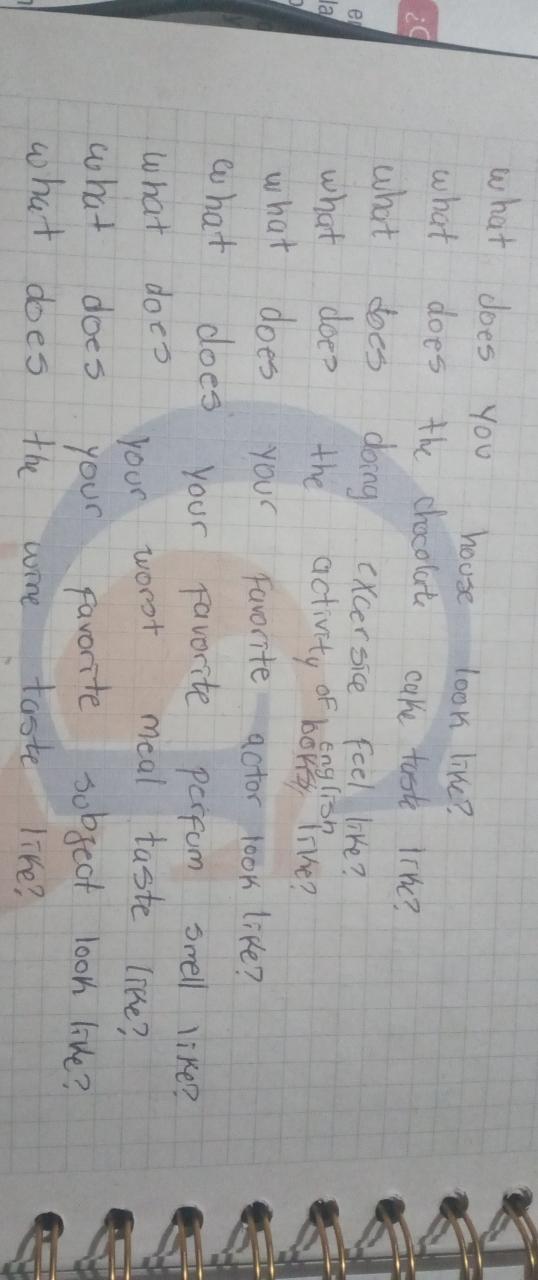 what does you house look like?
what does the chocolate cake taste like?
what does doing excersice feel like?
what does the activity of english books, like?
what does your favorite actor look like?
what does your favorite perfum smell like?
what does your worst meal taste like?
what does your favorite subject look like?
what does the wine taste like?
¿C
er
la